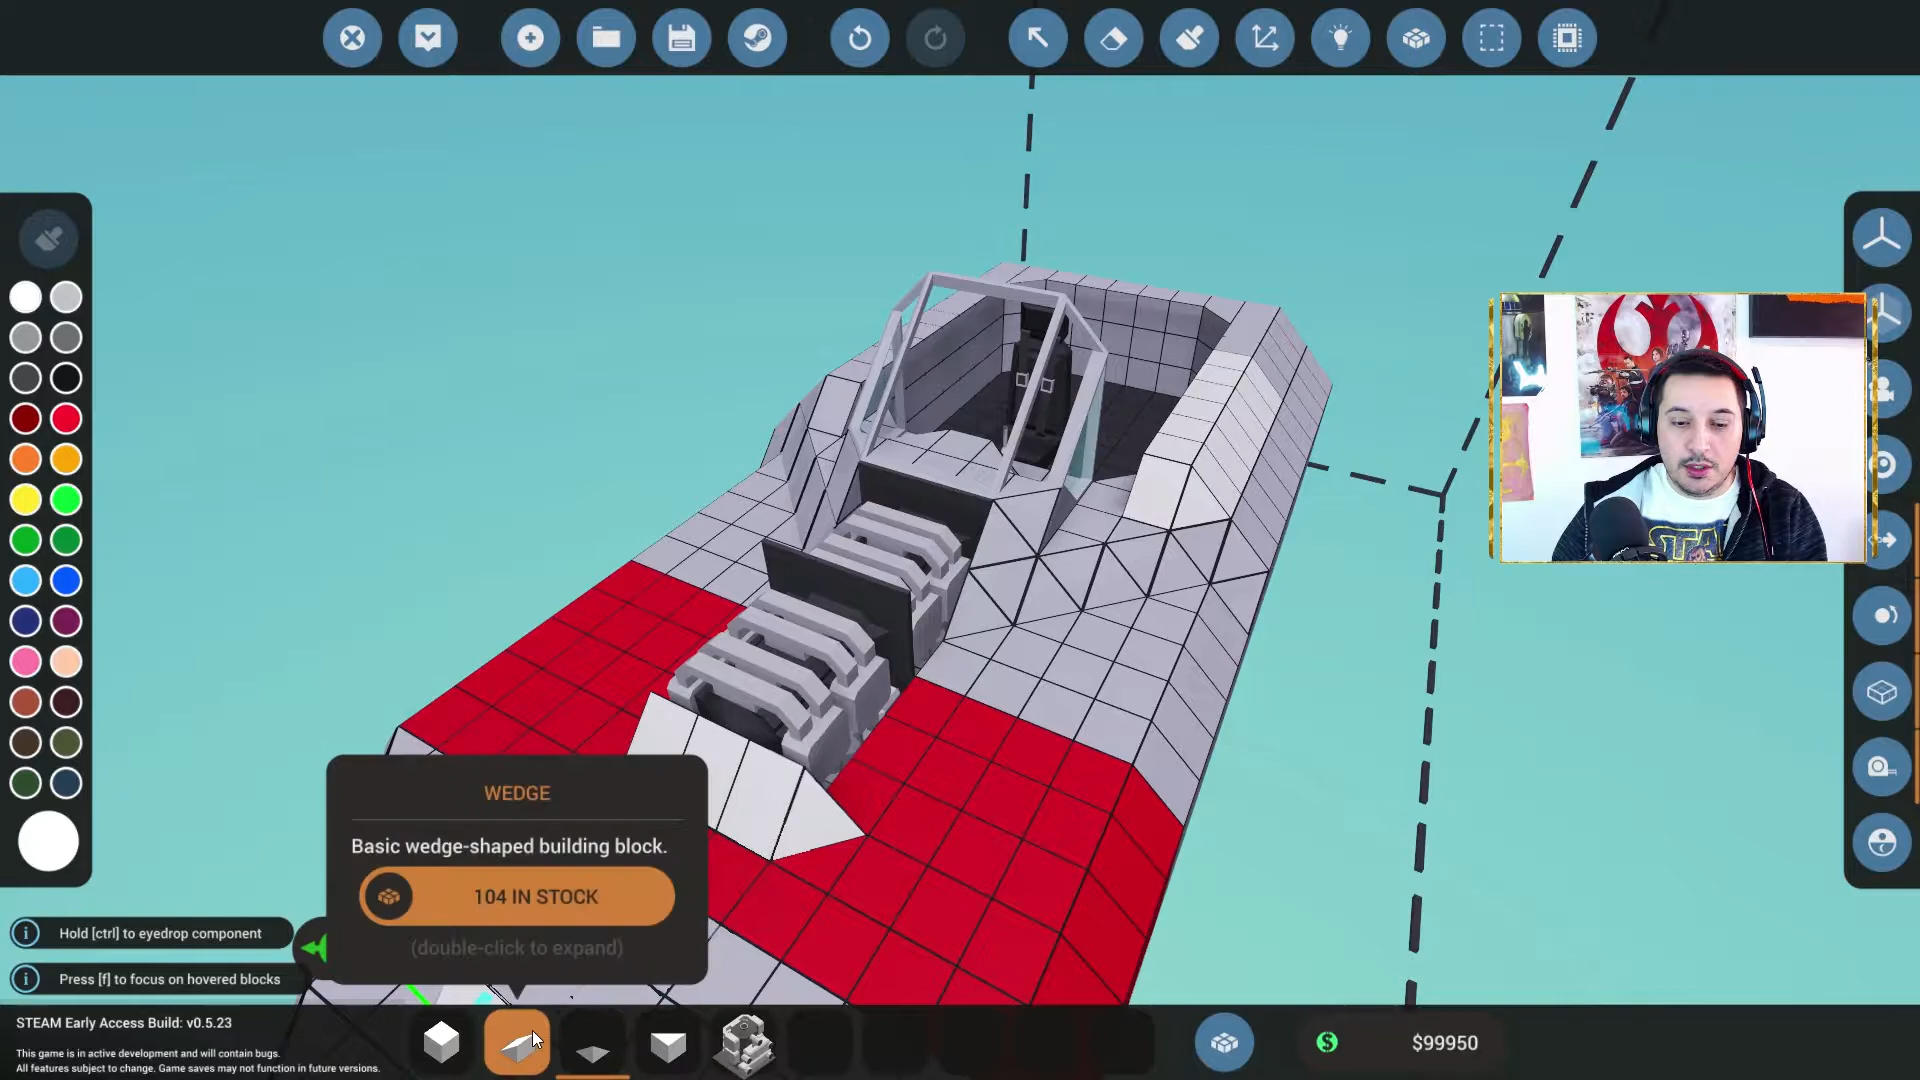 WEDGE
Basic wedge-shaped building block.
104 IN STOCK
(double-click to expand)
Hold [ctrl] to eyedrop component
Press [f] to focus on hovered blocks
STEAM Early Access Build: v0.5.23
This game is in active development and will contain bugs.
All features subject to change. Game saves may not function in future versions.
$99950
STAR